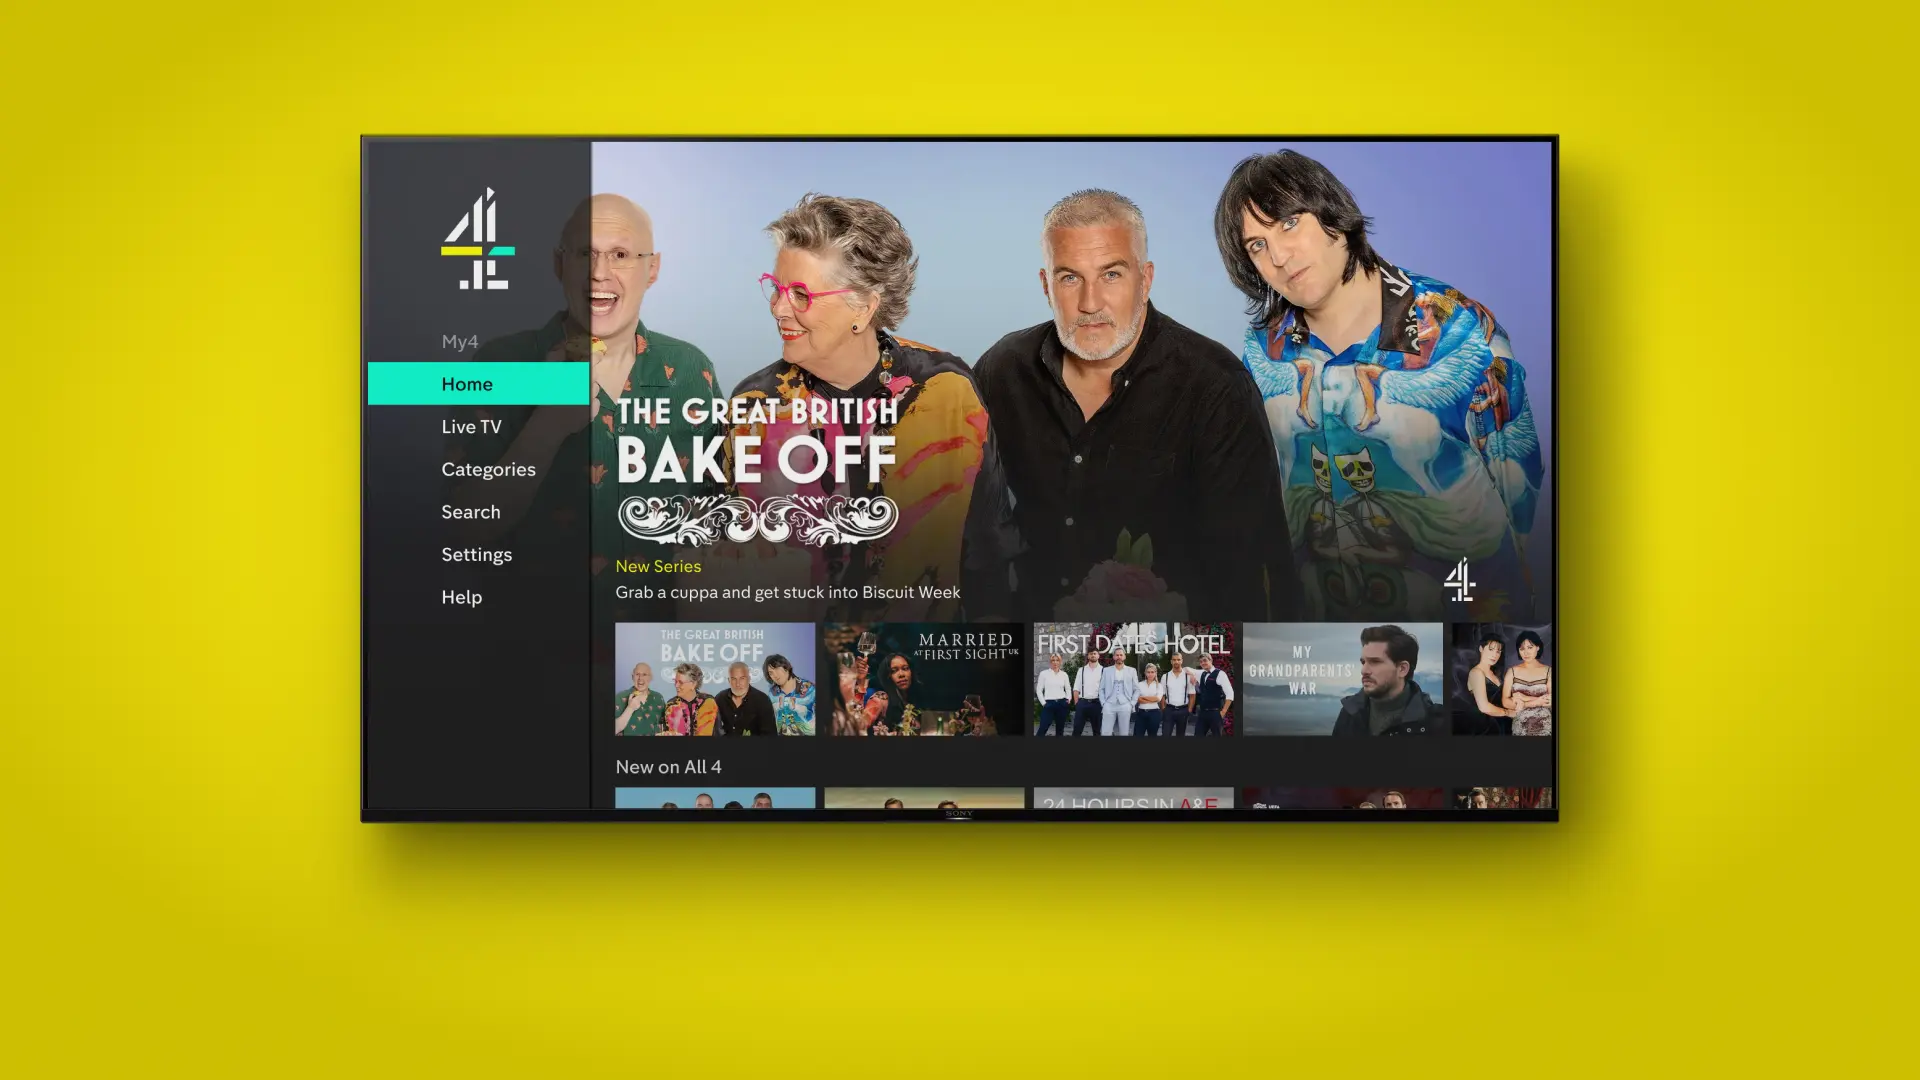 My4
Home
Live TV
Categories
Search
Settings
Help
THE GREAT BRITISH
BAKE OFF
New Series
Grab a cuppa and get stuck into Biscuit Week
THE GREAT BRITISH
BAKE OFF
MARRIED
AT FIRST SIGHT UK
FIRST DATES HOTEL
MY
GRANDPARENTS'
WAR
New on All 4
24 HOURS IN A&E
SONY